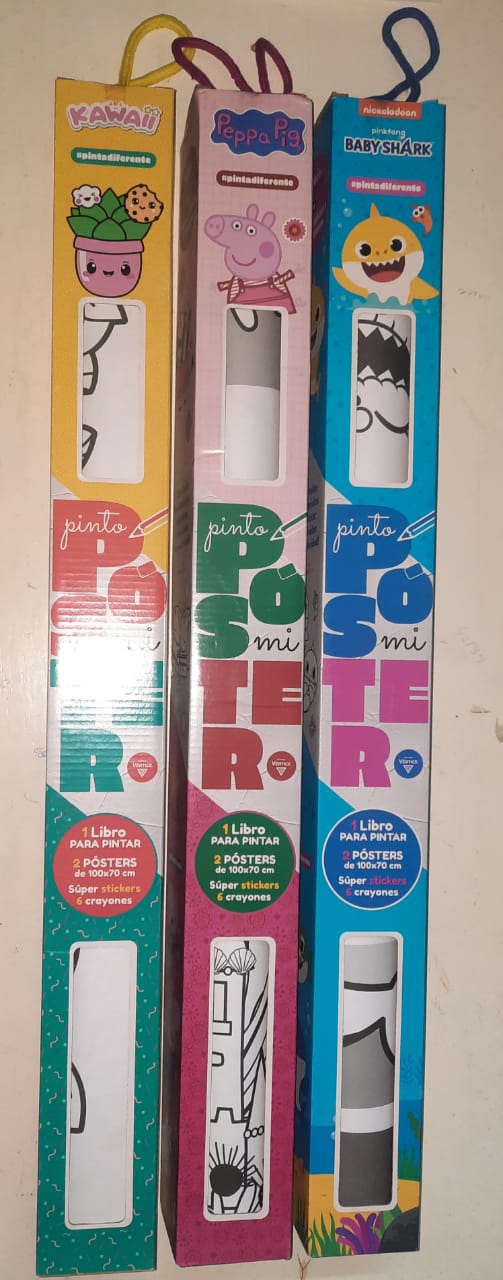 KAWAII
#pintadiferente
pinto
mi
PÓSTER
1 Libro
PARA PINTAR
2 PÓSTERS
de 100x70 cm
Súper stickers
6 crayones
Peppa Pig
#pintadiferente
pinto
mi
PÓSTER
1 Libro
PARA PINTAR
2 PÓSTERS
de 100x70 cm
Súper stickers
6 crayones
nickelodeon
pinkfong
BABY SHARK
#pintadiferente
pinto
mi
PÓSTER
1 Libro
PARA PINTAR
2 PÓSTERS
de 100x70 cm
Súper stickers
6 crayones